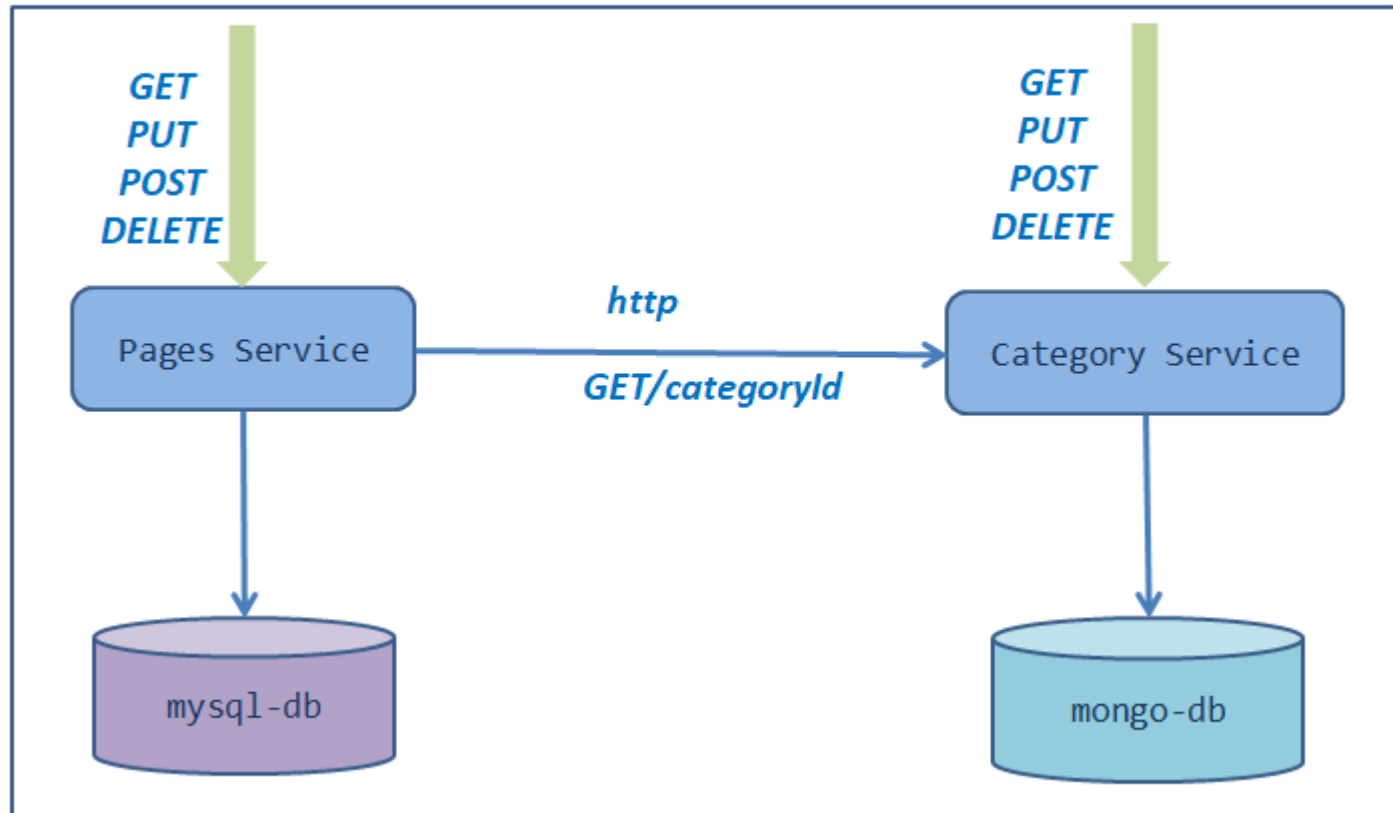 GET
PUT
POST
DELETE
GET
PUT
POST
DELETE
Pages Service
http
GET/categoryId
Category Service
mysql-db
mongo-db